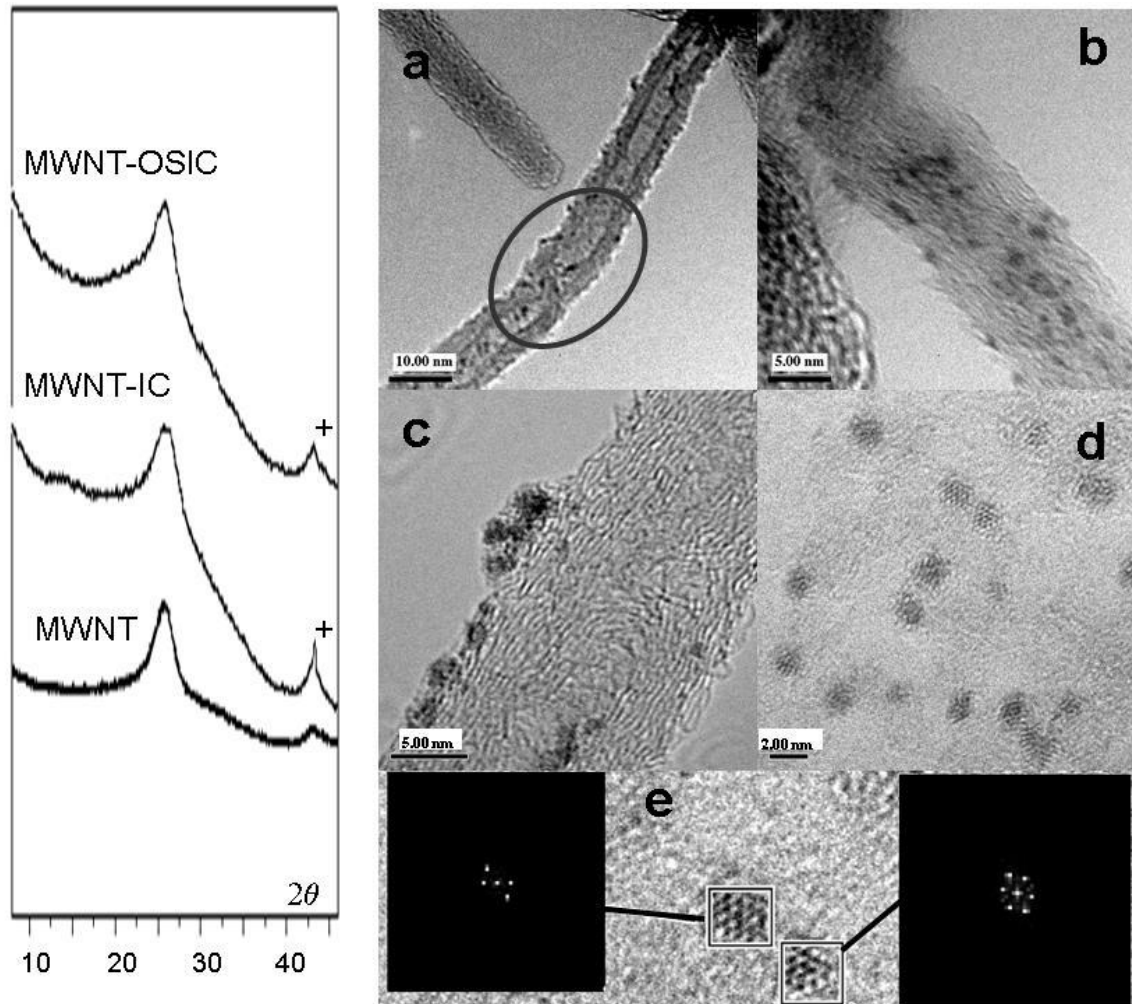 MWNT-OSIC
MWNT-IC
+
MWNT
+
2θ
10 20 30 40
a
10.00 nm
b
5.00 nm
c
5.00 nm
d
2.00 nm
e